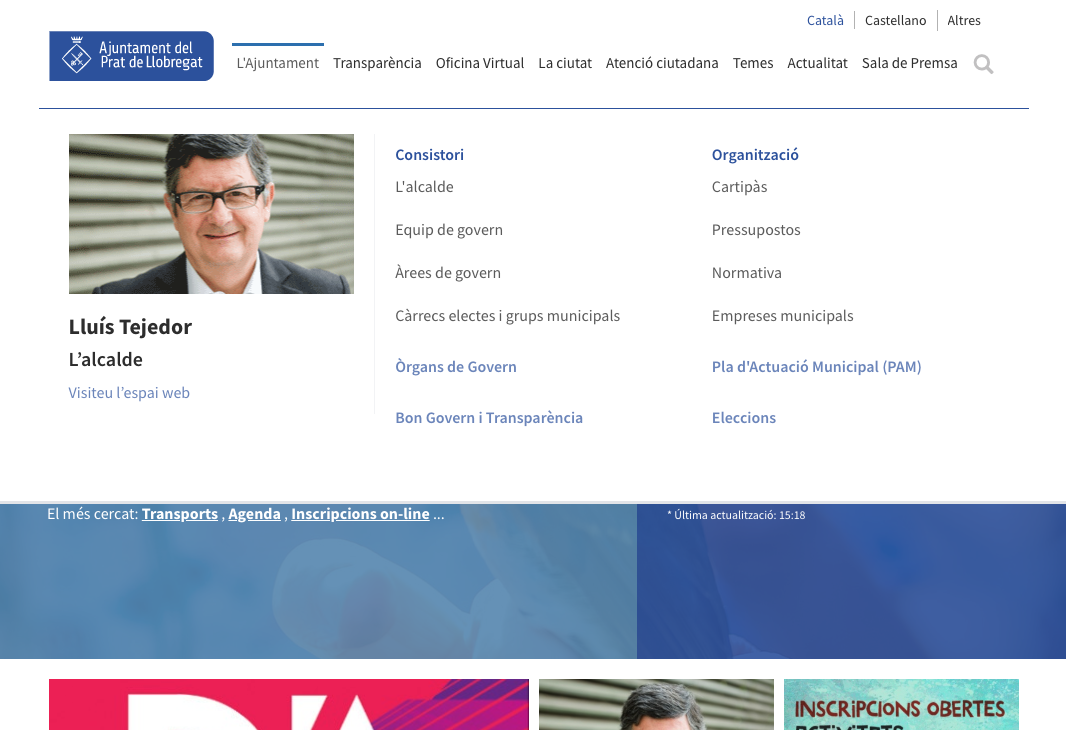 Català
Castellano
Altres
Ajuntament del
Prat de Llobregat
L'Ajuntament
Transparència
Oficina Virtual
La ciutat
Atenció ciutadana
Temes
Actualitat
Sala de Premsa
Lluís Tejedor
L’alcalde
Visiteu l’espai web
Consistori
L'alcalde
Equip de govern
Àrees de govern
Càrrecs electes i grups municipals
Òrgans de Govern
Bon Govern i Transparència
Organització
Cartipàs
Pressupostos
Normativa
Empreses municipals
Pla d'Actuació Municipal (PAM)
Eleccions
El més cercat: Transports , Agenda , Inscripcions on-line ...
* Última actualització: 15:18
INSCRIPCIONS OBERTES